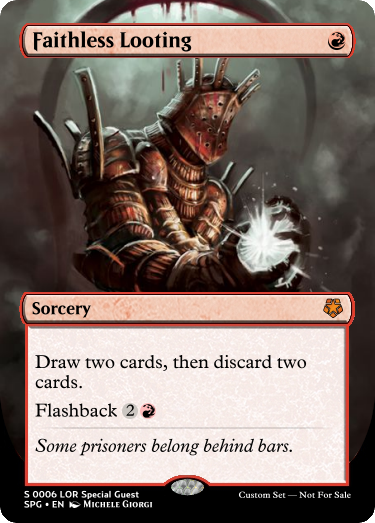 Faithless Looting
Sorcery
Draw two cards, then discard two
cards.
Flashback 2
Some prisoners belong behind bars.
S 0006 LOR Special Guest
SPG • EN Michele Giorgi
Custom Set — Not For Sale